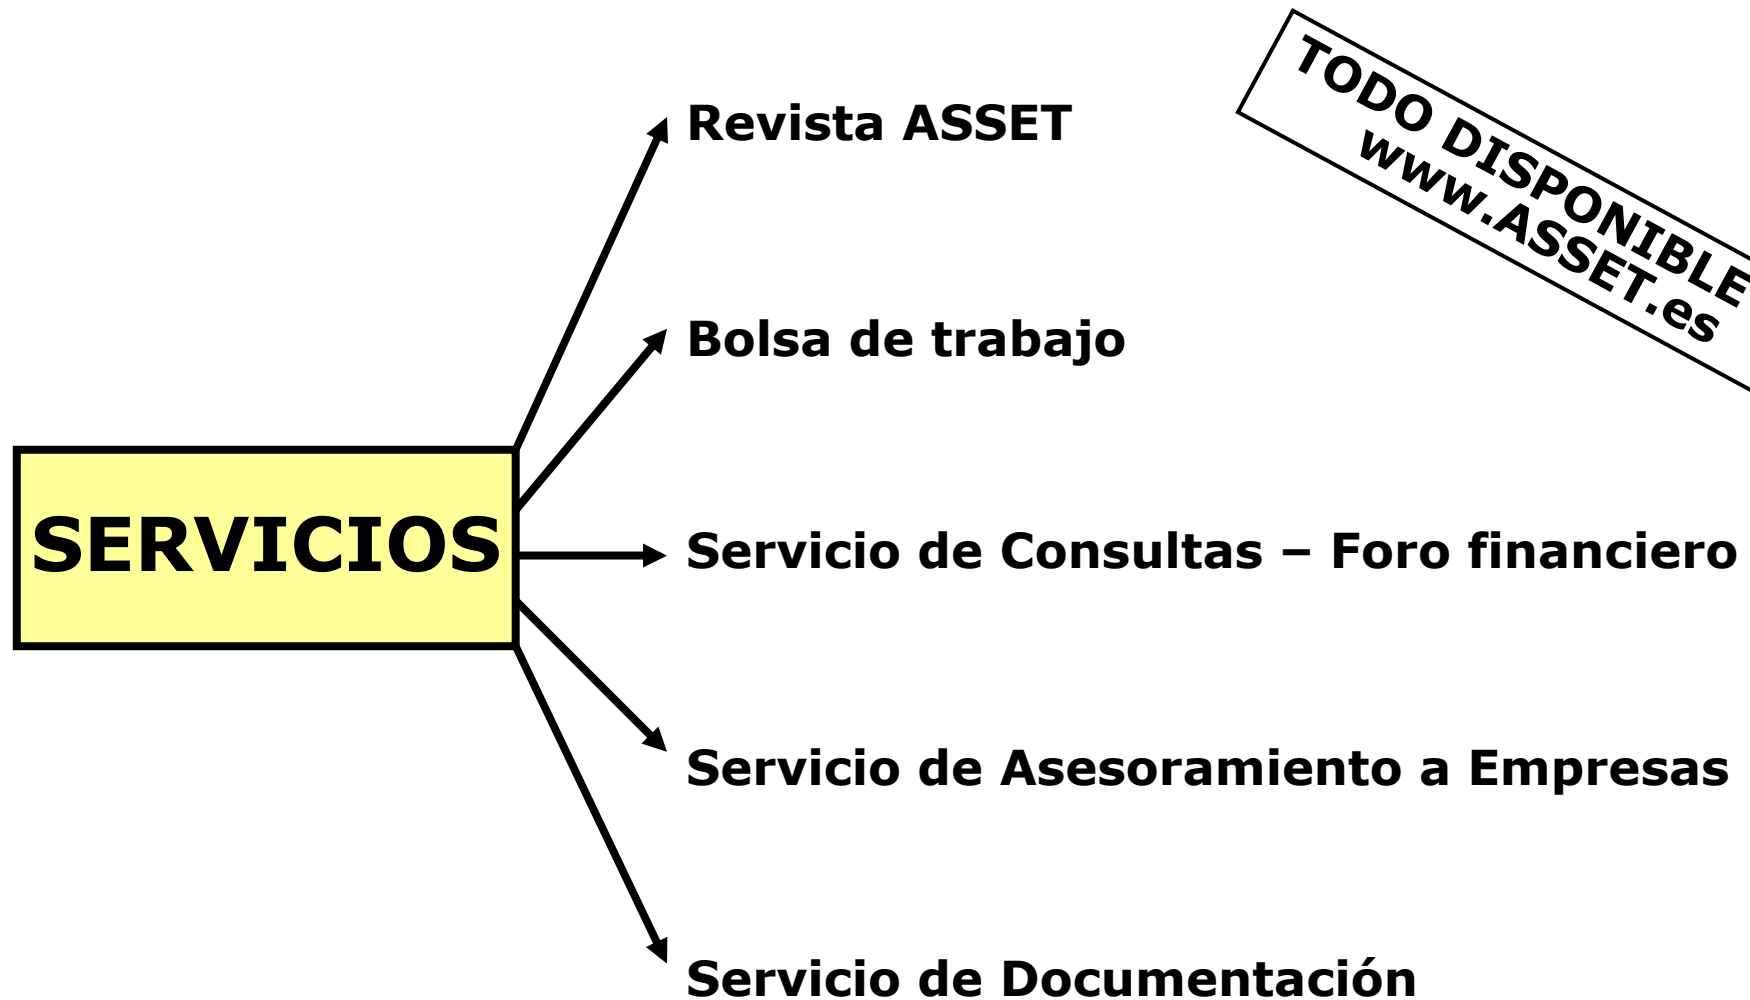 TODO DISPONIBLE
www.ASSET.es
Revista ASSET
Bolsa de trabajo
SERVICIOS
Servicio de Consultas – Foro financiero
Servicio de Asesoramiento a Empresas
Servicio de Documentación